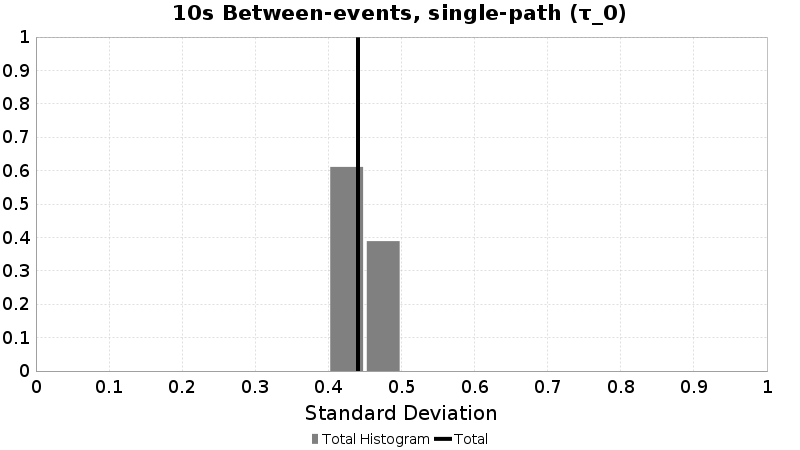 10s Between-events, single-path (τ_0)
1
0.9
0.8
0.7
0.6
0.5
0.4
0.3
0.2
0.1
0
0 0.1 0.2 0.3 0.4 0.5 0.6 0.7 0.8 0.9 1
Standard Deviation
Total Histogram Total